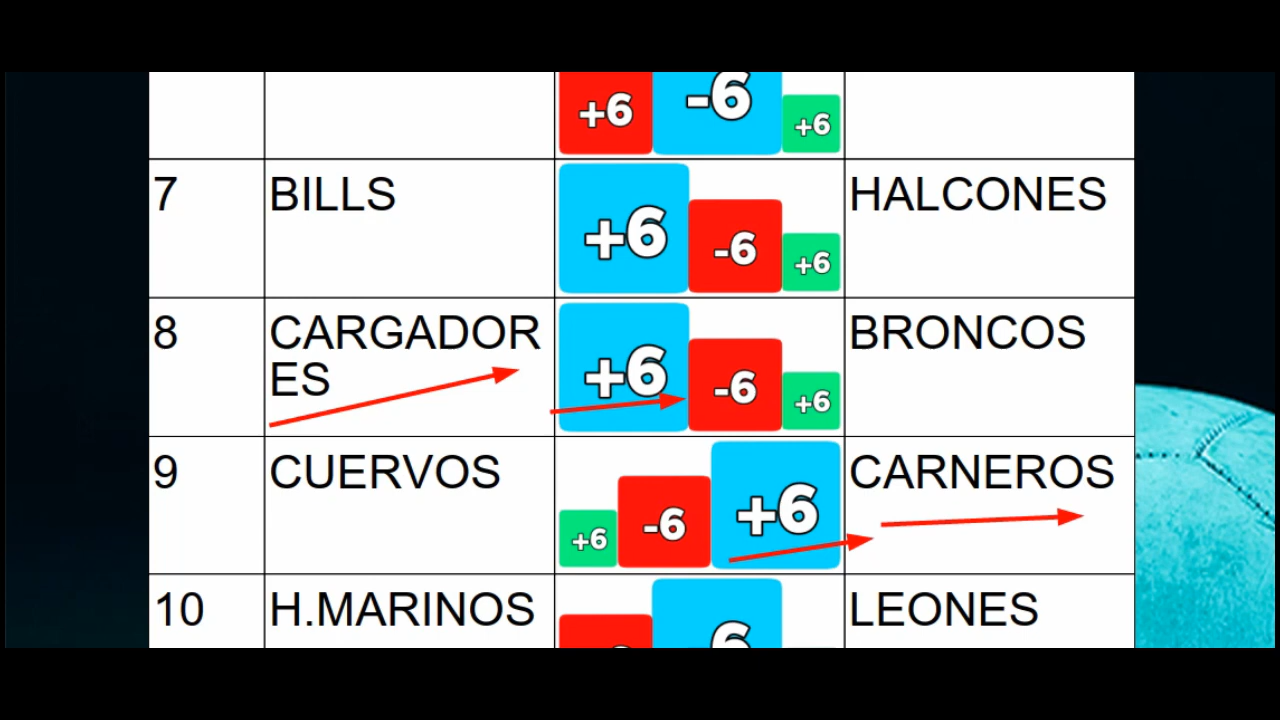 +6 -6 +6
7 BILLS +6 -6 +6 HALCONES
8 CARGADOR +6 -6 +6 BRONCOS
ES
9 CUERVOS +6 -6 +6 CARNEROS
10 H.MARINOS LEONES